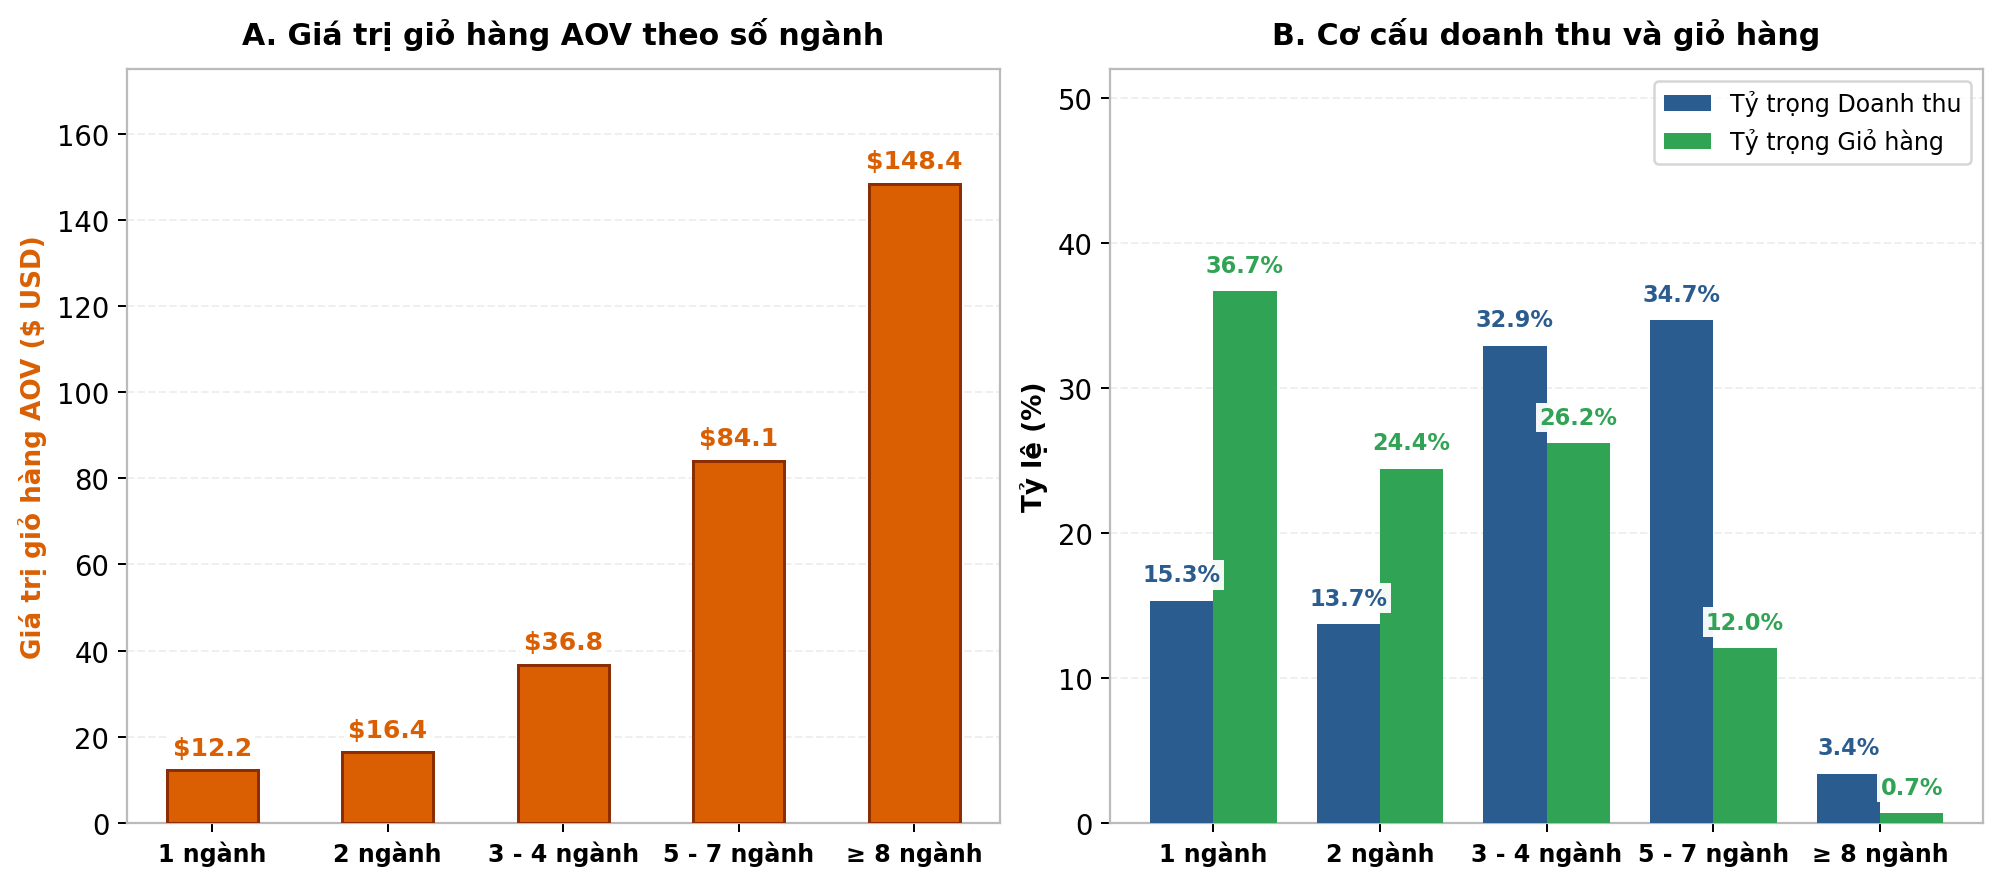 A. Giá trị giỏ hàng AOV theo số ngành
Giá trị giỏ hàng AOV ($ USD)
160
140
120
100
80
60
40
20
0
$12.2
$16.4
$36.8
$84.1
$148.4
1 ngành
2 ngành
3 - 4 ngành
5 - 7 ngành
≥ 8 ngành
B. Cơ cấu doanh thu và giỏ hàng
Tỷ lệ (%)
50
40
30
20
10
0
Tỷ trọng Doanh thu
Tỷ trọng Giỏ hàng
15.3%
36.7%
13.7%
24.4%
32.9%
26.2%
34.7%
12.0%
3.4%
0.7%
1 ngành
2 ngành
3 - 4 ngành
5 - 7 ngành
≥ 8 ngành